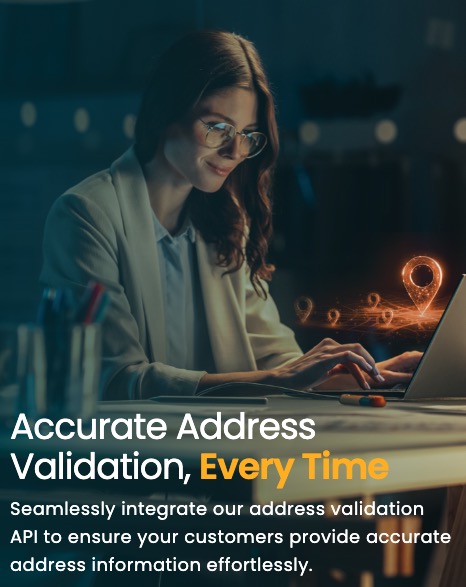 Accurate Address
Validation, Every Time
Seamlessly integrate our address validation
API to ensure your customers provide accurate
address information effortlessly.